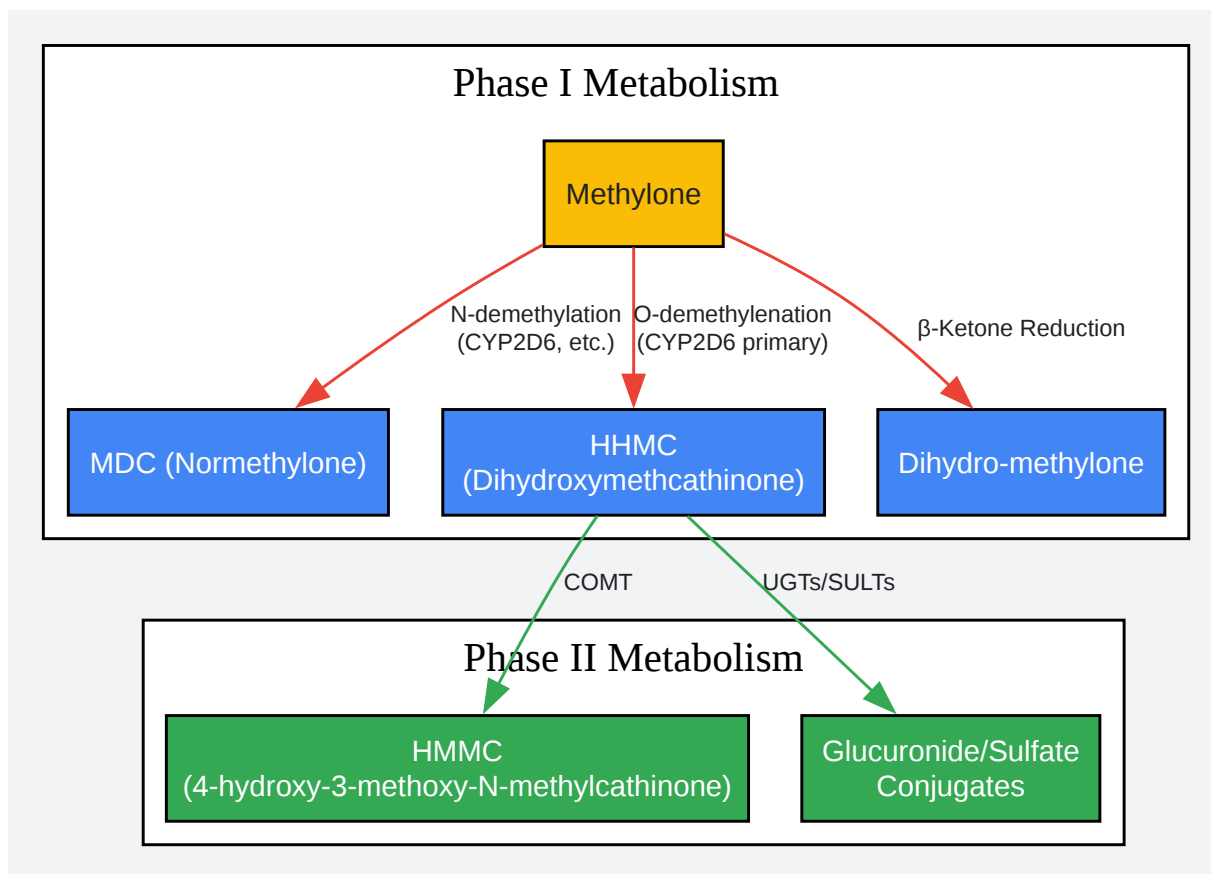 Phase I Metabolism
Methylone
N-demethylation
(CYP2D6, etc.)
O-demethylenation
(CYP2D6 primary)
β-Ketone Reduction
MDC (Normethylone)
HHMC
(Dihydroxymethcathinone)
Dihydro-methylone
COMT
UGTs/SULTs
Phase II Metabolism
HMMC
(4-hydroxy-3-methoxy-N-methylcathinone)
Glucuronide/Sulfate
Conjugates